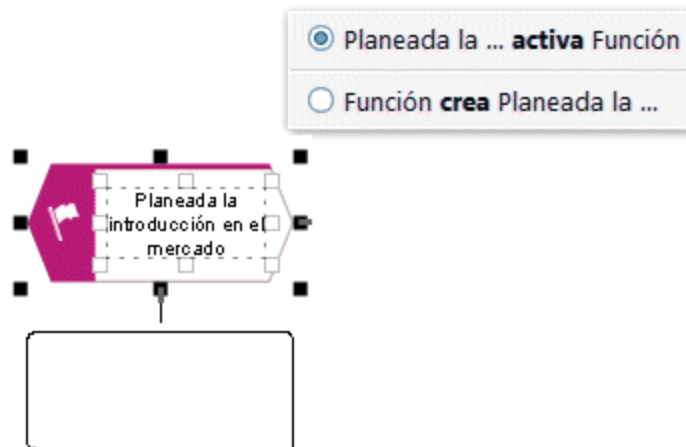 Planeada la ... activa Función
Función crea Planeada la ...
Planeada la
introducción en el
mercado